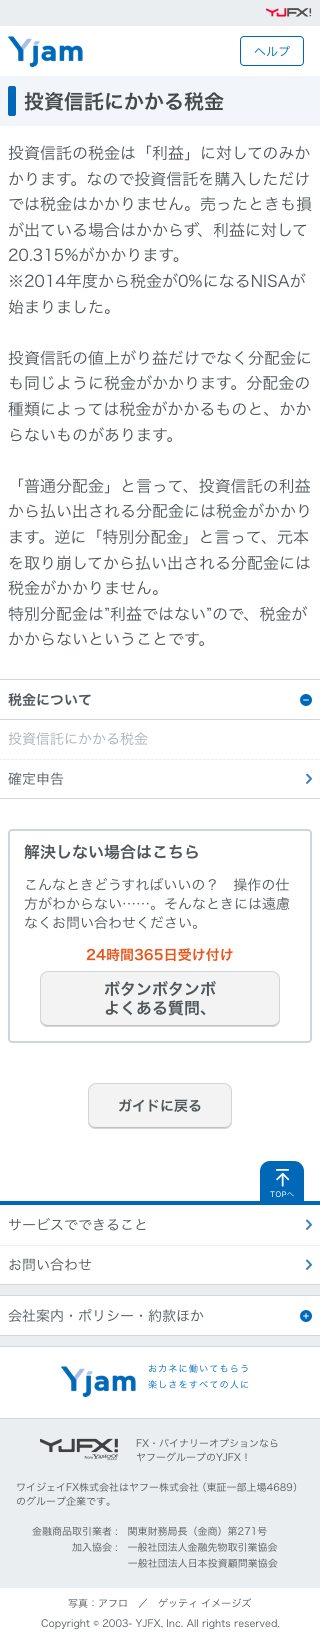 YJFX!
Yjam
ヘルプ
投資信託にかかる税金
投資信託の税金は「利益」に対してのみか
かります。なので投資信託を購入しただけ
では税金はかかりません。売ったときも損
が出ている場合はかからず、利益に対して
20.315%がかかります。
※2014年度から税金が0%になるNISAが
始まりました。
投資信託の値上がり益だけでなく分配金に
も同じように税金がかかります。分配金の
種類によっては税金がかかるものと、かか
らないものがあります。
「普通分配金」と言って、投資信託の利益
から払い出される分配金には税金がかかり
ます。逆に「特別分配金」と言って、元本
を取り崩してから払い出される分配金には
税金がかかりません。
特別分配金は”利益ではない”ので、税金が
かからないということです。
税金について
投資信託にかかる税金
確定申告
解決しない場合はこちら
こんなときどうすればいいの？　操作の仕
方がわからない……。そんなときには遠慮
なくお問い合わせください。
24時間365日受け付け
ボタンボタンボ
よくある質問、
ガイドに戻る
TOPへ
サービスでできること
お問い合わせ
会社案内・ポリシー・約款ほか
Yjam
おカネに働いてもらう
楽しさをすべての人に
YJFX!
from Yahoo!
FX・バイナリーオプションなら
ヤフーグループのYJFX！
ワイジェイFX株式会社はヤフー株式会社 (東証一部上場4689)
のグループ企業です。
金融商品取引業者： 関東財務局長（金商）第271号
加入協会： 一般社団法人金融先物取引業協会
一般社団法人日本投資顧問業協会
写真：アフロ　／　ゲッティ イメージズ
Copyright © 2003- YJFX, Inc. All rights reserved.